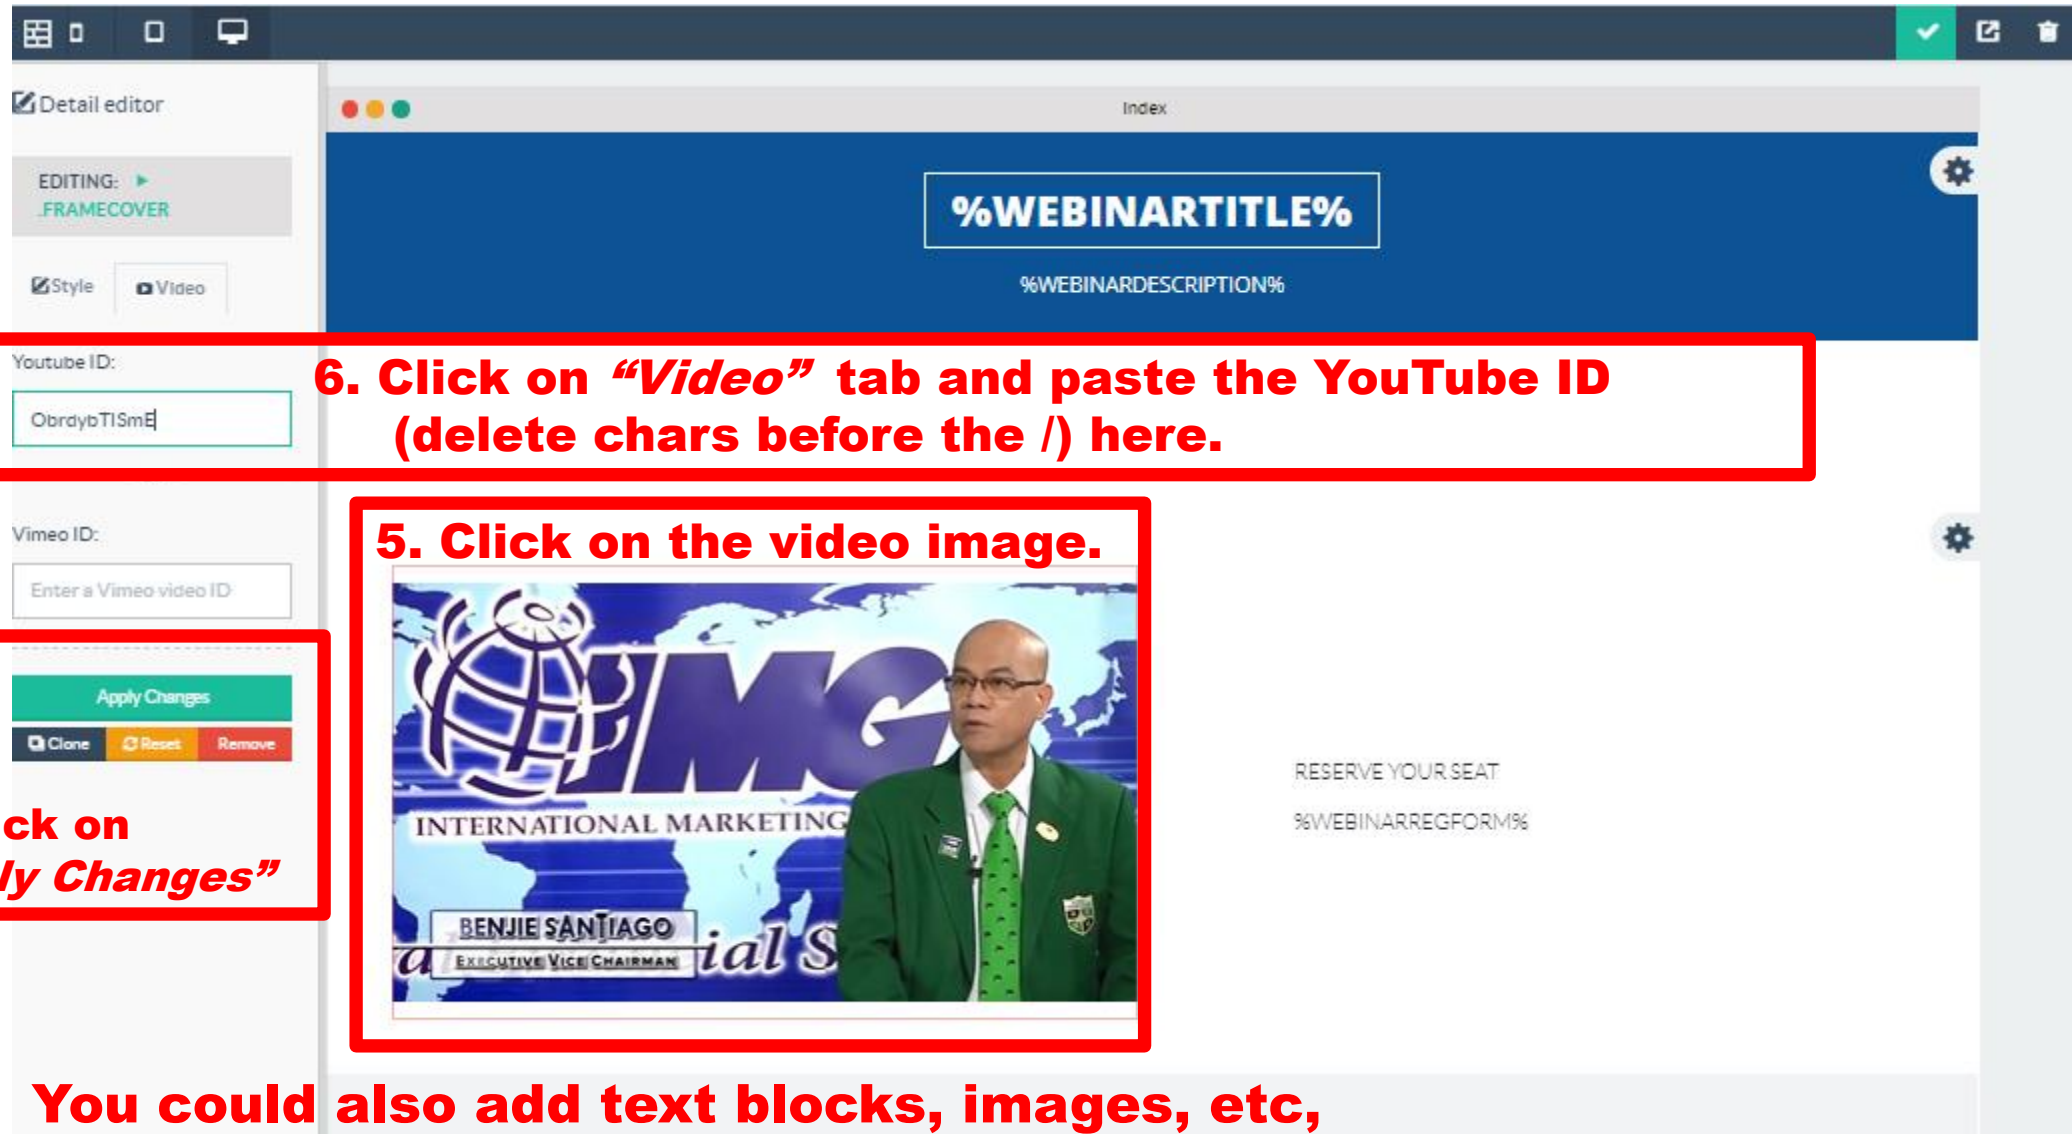 Detail editor
Index
EDITING:
.FRAMECOVER
%WEBINARTITLE%
Style
Video
%WEBINARDESCRIPTION%
Youtube ID:
6. Click on “Video” tab and paste the YouTube ID
(delete chars before the /) here.
ObrdybTISmE
Vimeo ID:
5. Click on the video image.
Enter a Vimeo video ID
Apply Changes
Clone
Reset
Remove
ck on
ly Changes”
IMG
INTERNATIONAL MARKETING
BENJIE SANTIAGO
EXECUTIVE VICE CHAIRMAN
ial S
RESERVE YOUR SEAT
%WEBINARREGFORM%
You could also add text blocks, images, etc,